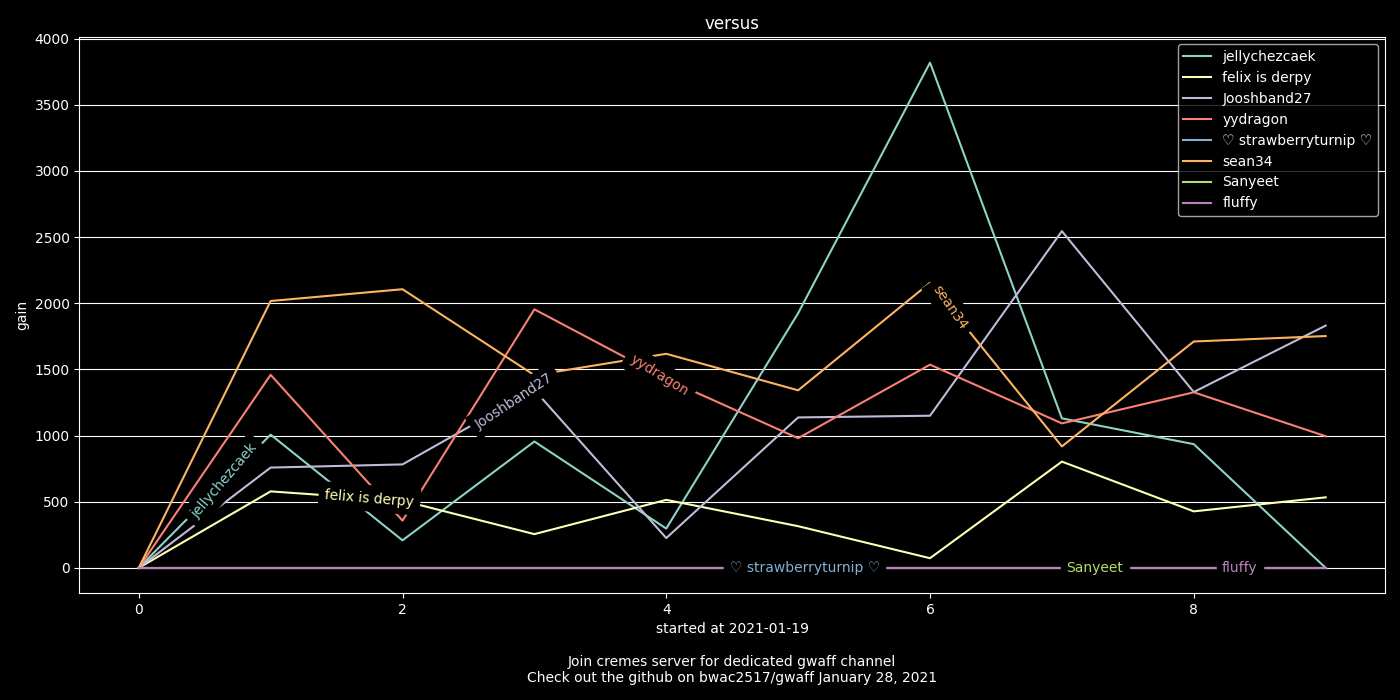 versus
4000
3500
3000
2500
2000
1500
1000
500
0
gain
jellychezcaek
felix is derpy
Jooshband27
yydragon
♡ strawberryturnip ♡
sean34
Sanyeet
fluffy
jellychezcaek
felix is derpy
Jooshband27
yydragon
sean34
♡ strawberryturnip ♡
Sanyeet
fluffy
0 2 4 6 8
started at 2021-01-19
Join cremes server for dedicated gwaff channel
Check out the github on bwac2517/gwaff January 28, 2021